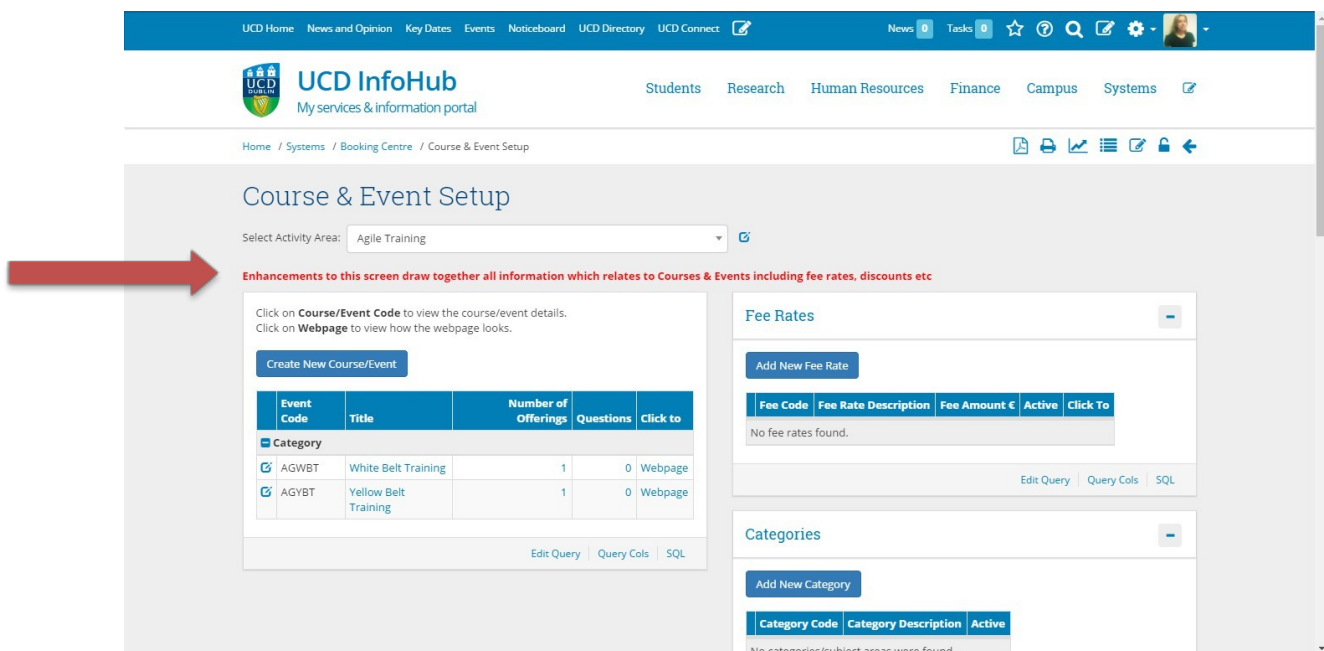 UCD Home News and Opinion Key Dates Events Noticeboard UCD Directory UCD Connect News 0 Tasks 0
UCD DUBLIN
UCD InfoHub
My services & information portal
Students Research Human Resources Finance Campus Systems
Home / Systems / Booking Centre / Course & Event Setup
Course & Event Setup
Select Activity Area: Agile Training
Enhancements to this screen draw together all information which relates to Courses & Events including fee rates, discounts etc
Click on Course/Event Code to view the course/event details.
Click on Webpage to view how the webpage looks.
Create New Course/Event
Event Code Title Number of Offerings Questions Click to
Category
AGWBT White Belt Training 1 0 Webpage
AGYBT Yellow Belt Training 1 0 Webpage
Edit Query Query Cols SQL
Fee Rates
Add New Fee Rate
Fee Code Fee Rate Description Fee Amount € Active Click To
No fee rates found.
Edit Query Query Cols SQL
Categories
Add New Category
Category Code Category Description Active
No categories/subject areas were found